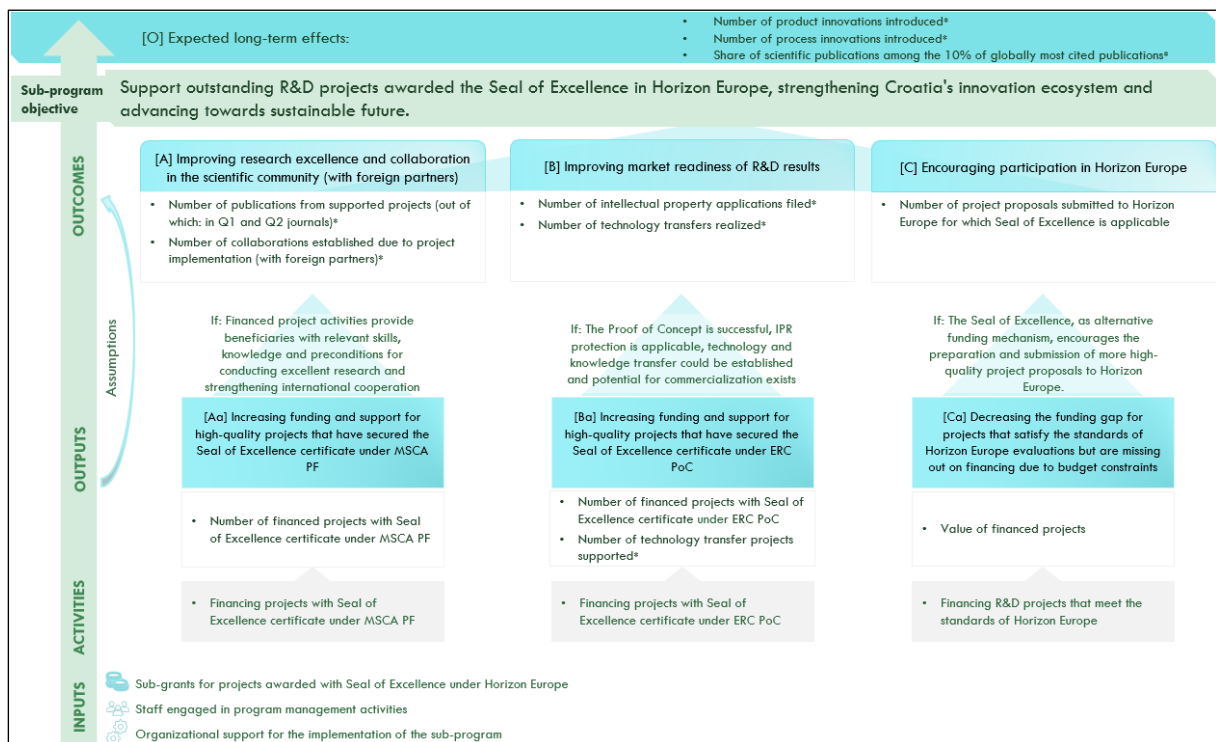 [O] Expected long-term effects:
• Number of product innovations introduced*
• Number of process innovations introduced*
• Share of scientific publications among the 10% of globally most cited publications*
Sub-program
objective
Support outstanding R&D projects awarded the Seal of Excellence in Horizon Europe, strengthening Croatia's innovation ecosystem and
advancing towards sustainable future.
OUTCOMES
[A] Improving research excellence and collaboration
in the scientific community (with foreign partners)
• Number of publications from supported projects (out of
which: in Q1 and Q2 journals)*
• Number of collaborations established due to project
implementation (with foreign partners)*
[B] Improving market readiness of R&D results
• Number of intellectual property applications filed*
• Number of technology transfers realized*
[C] Encouraging participation in Horizon Europe
• Number of project proposals submitted to Horizon
Europe for which Seal of Excellence is applicable
Assumptions
If: Financed project activities provide
beneficiaries with relevant skills,
knowledge and preconditions for
conducting excellent research and
strengthening international cooperation
If: The Proof of Concept is successful, IPR
protection is applicable, technology and
knowledge transfer could be established
and potential for commercialization exists
If: The Seal of Excellence, as alternative
funding mechanism, encourages the
preparation and submission of more high-
quality project proposals to Horizon
Europe.
OUTPUTS
[Aa] Increasing funding and support for
high-quality projects that have secured the
Seal of Excellence certificate under MSCA
PF
• Number of financed projects with Seal
of Excellence certificate under MSCA PF
[Ba] Increasing funding and support for
high-quality projects that have secured the
Seal of Excellence certificate under ERC
PoC
• Number of financed projects with Seal of
Excellence certificate under ERC PoC
• Number of technology transfer projects
supported*
[Ca] Decreasing the funding gap for
projects that satisfy the standards of
Horizon Europe evaluations but are missing
out on financing due to budget constraints
• Value of financed projects
ACTIVITIES
• Financing projects with Seal of
Excellence certificate under MSCA PF
• Financing projects with Seal of
Excellence certificate under ERC PoC
• Financing R&D projects that meet the
standards of Horizon Europe
INPUTS
Sub-grants for projects awarded with Seal of Excellence under Horizon Europe
Staff engaged in program management activities
Organizational support for the implementation of the sub-program